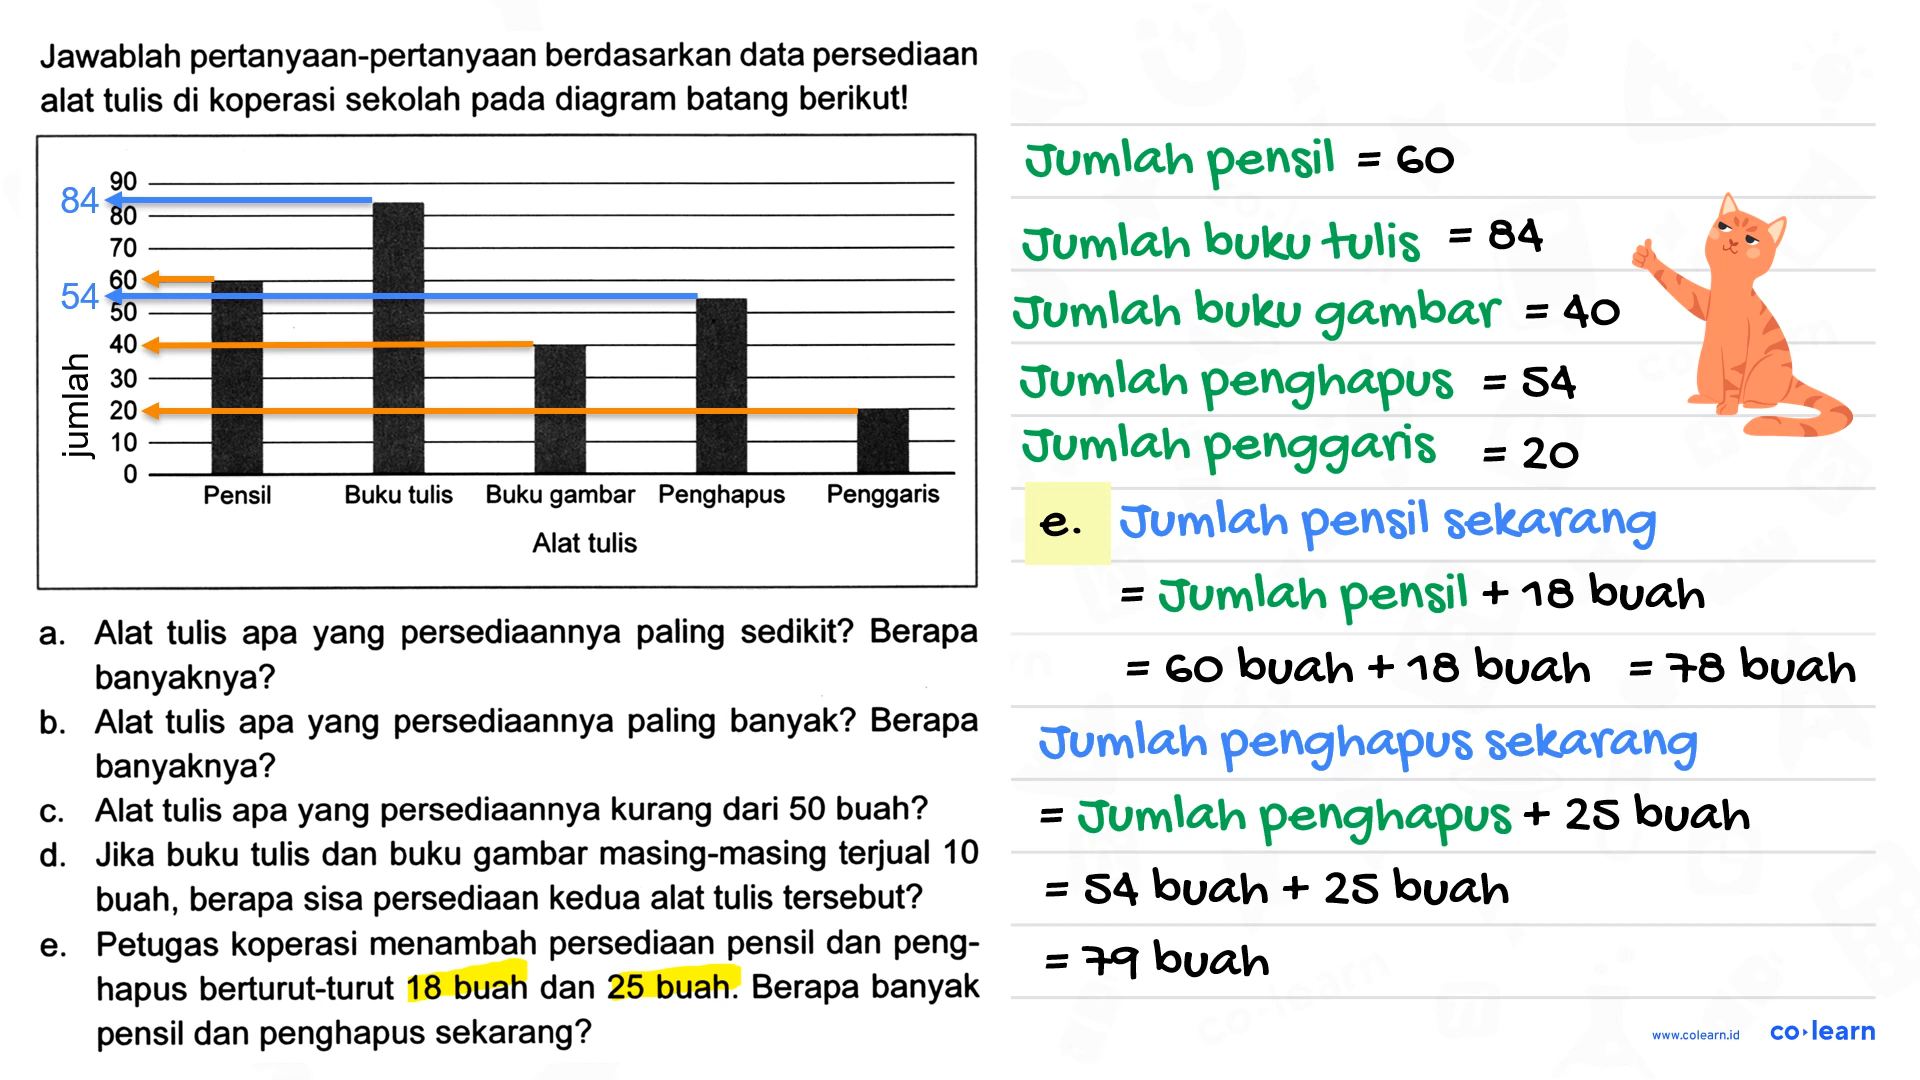 Jawablah pertanyaan-pertanyaan berdasarkan data persediaan
alat tulis di koperasi sekolah pada diagram batang berikut!
90
84
80
70
60
54
50
40
30
20
10
0
jumlah
Pensil Buku tulis Buku gambar Penghapus Penggaris
Alat tulis
a. Alat tulis apa yang persediaannya paling sedikit? Berapa
banyaknya?
b. Alat tulis apa yang persediaannya paling banyak? Berapa
banyaknya?
c. Alat tulis apa yang persediaannya kurang dari 50 buah?
d. Jika buku tulis dan buku gambar masing-masing terjual 10
buah, berapa sisa persediaan kedua alat tulis tersebut?
e. Petugas koperasi menambah persediaan pensil dan peng-
hapus berturut-turut 18 buah dan 25 buah. Berapa banyak
pensil dan penghapus sekarang?
Jumlah pensil = 60
Jumlah buku tulis = 84
Jumlah buku gambar = 40
Jumlah penghapus = 54
Jumlah penggaris = 20
e. Jumlah pensil sekarang
= Jumlah pensil + 18 buah
= 60 buah + 18 buah = 78 buah
Jumlah penghapus sekarang
= Jumlah penghapus + 25 buah
= 54 buah + 25 buah
= 79 buah
www.colearn.id co learn